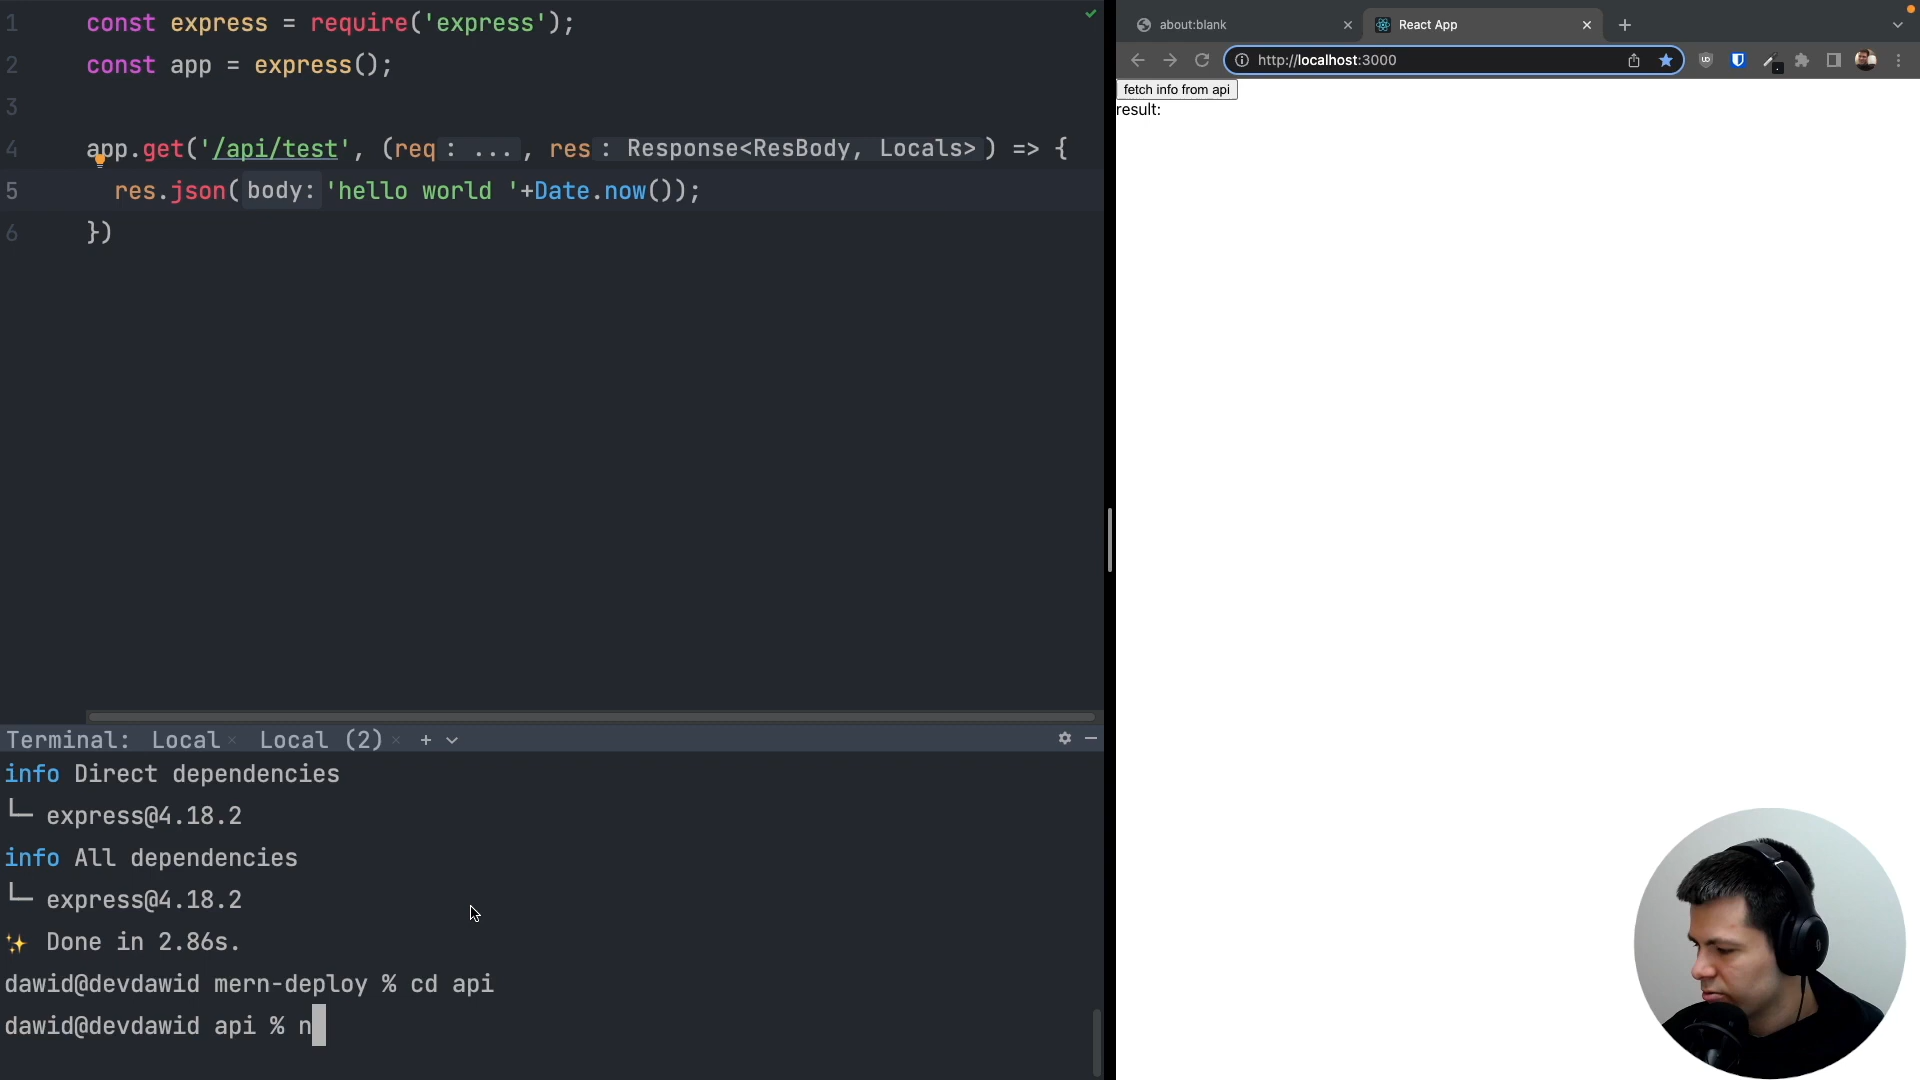 1 const express = require('express');
2 const app = express();
3
4 app.get('/api/test', (req : ... , res : Response<ResBody, Locals> ) => {
5 res.json( body: 'hello world '+Date.now());
6 })
Terminal: Local × Local (2) × +
info Direct dependencies
└─ express@4.18.2
info All dependencies
└─ express@4.18.2
✨ Done in 2.86s.
dawid@devdawid mern-deploy % cd api
dawid@devdawid api % n
about:blank
React App
http://localhost:3000
fetch info from api
result: